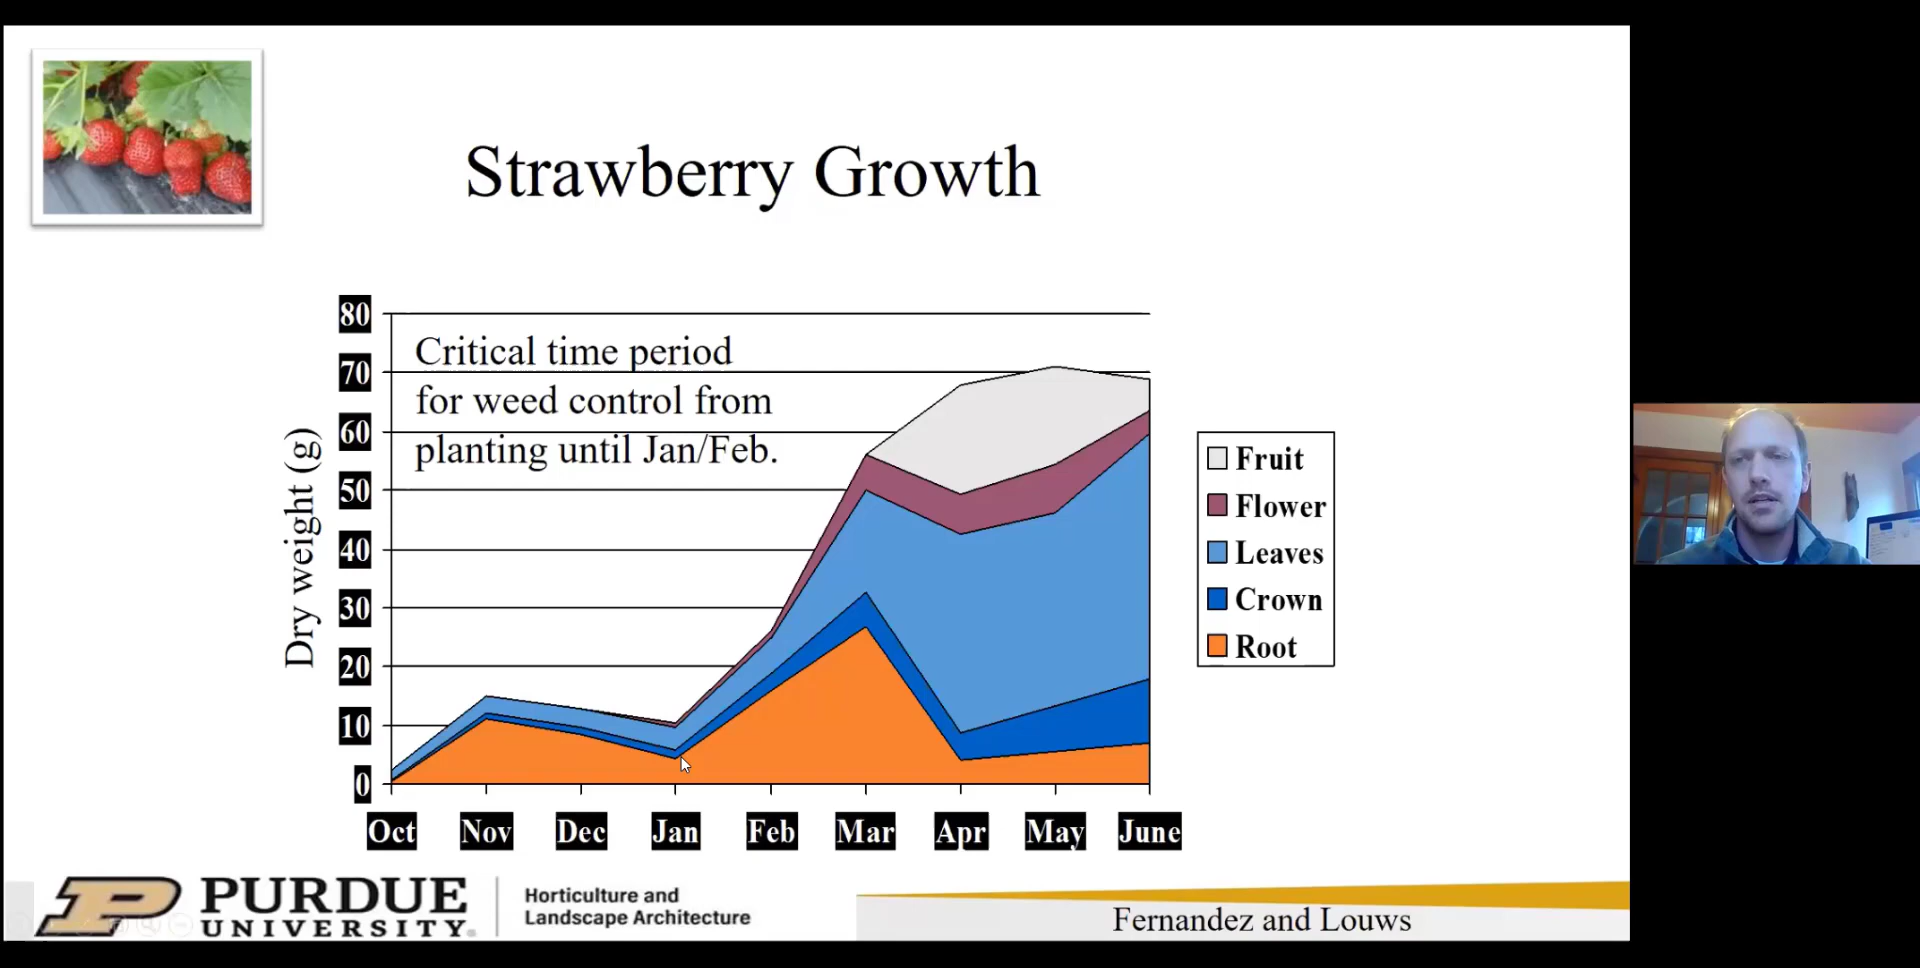 Strawberry Growth
Critical time period
for weed control from
planting until Jan/Feb.
Dry weight (g)
80
70
60
50
40
30
20
10
0
Oct Nov Dec Jan Feb Mar Apr May June
Fruit
Flower
Leaves
Crown
Root
PURDUE
UNIVERSITY.
Horticulture and
Landscape Architecture
Fernandez and Louws